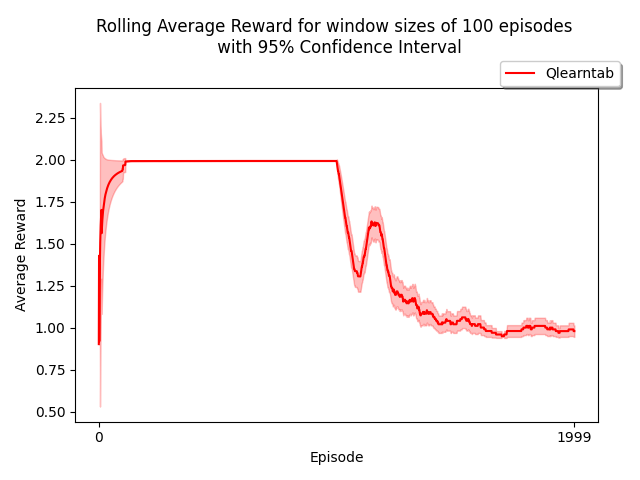 Rolling Average Reward for window sizes of 100 episodes
with 95% Confidence Interval
Qlearntab
2.25
2.00
1.75
1.50
1.25
1.00
0.75
0.50
Average Reward
0
1999
Episode